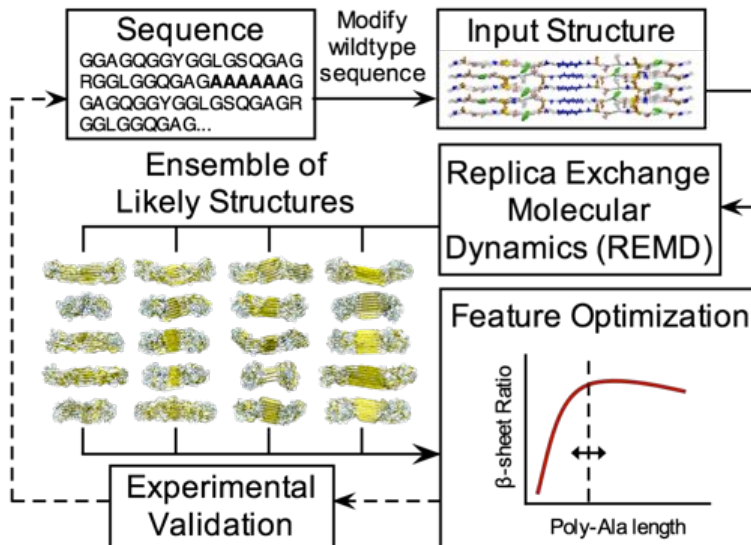 Sequence
GGAGQGGYGGLGSQGAG
RGGLGGQGAGAAAAAAG
GAGQGGYGGLGSQGAGR
GGLGGQGAG...
Modify
wildtype
sequence
Input Structure
Ensemble of
Likely Structures
Replica Exchange
Molecular
Dynamics (REMD)
Feature Optimization
β-sheet Ratio
Poly-Ala length
Experimental
Validation